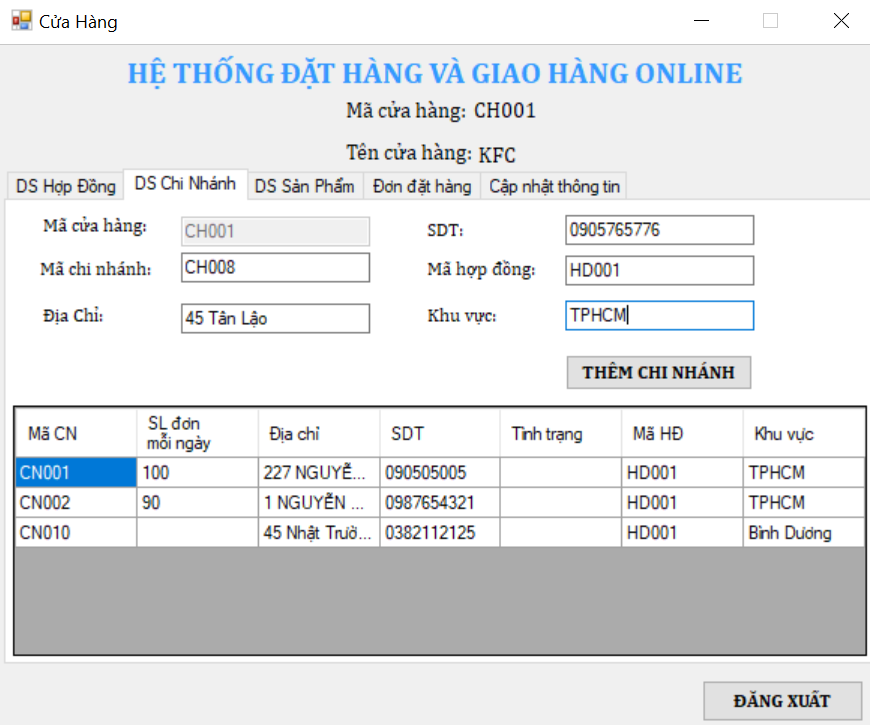 Cửa Hàng
HỆ THỐNG ĐẶT HÀNG VÀ GIAO HÀNG ONLINE
Mã cửa hàng: CH001
Tên cửa hàng: KFC
DS Hợp Đồng DS Chi Nhánh DS Sản Phẩm Đơn đặt hàng Cập nhật thông tin
Mã cửa hàng: CH001 SDT: 0905765776
Mã chi nhánh: CH008 Mã hợp đồng: HD001
Địa Chỉ: 45 Tân Lậo Khu vực: TPHCM
THÊM CHI NHÁNH
Mã CN SL đơn mỗi ngày Địa chỉ SDT Tình trạng Mã HĐ Khu vực
CN001 100 227 NGUYỄ... 090505005 HD001 TPHCM
CN002 90 1 NGUYỄN ... 0987654321 HD001 TPHCM
CN010 45 Nhật Trườ... 0382112125 HD001 Bình Dương
ĐĂNG XUẤT